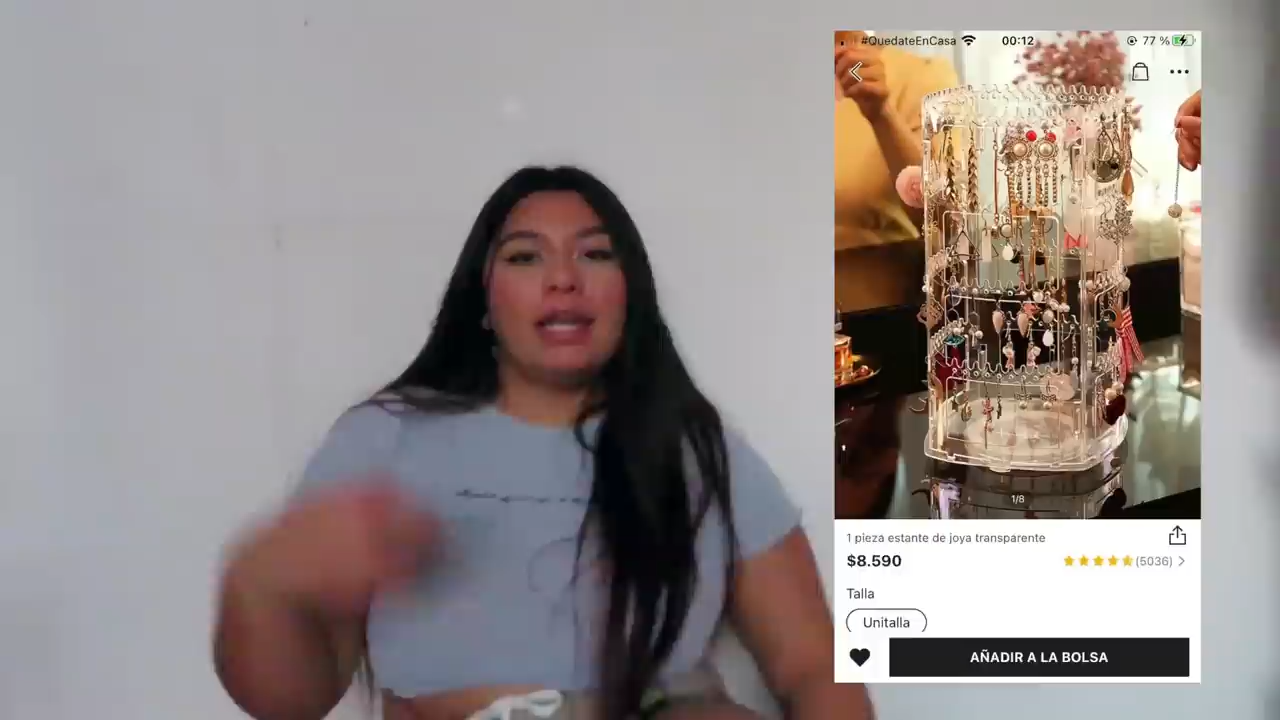 #QuedateEnCasa 00:12 77 %
1/8
1 pieza estante de joya transparente
$8.590
(5036)
Talla
Unitalla
AÑADIR A LA BOLSA